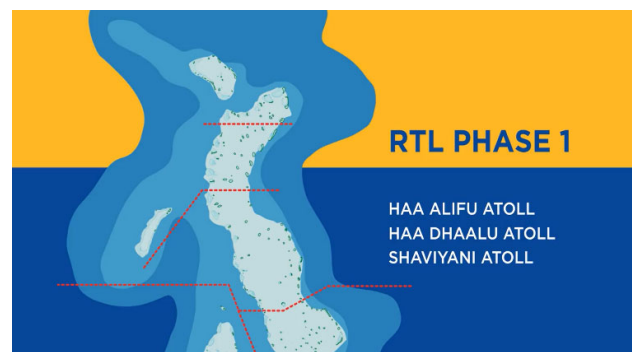 RTL PHASE 1
HAA ALIFU ATOLL
HAA DHAALU ATOLL
SHAVIYANI ATOLL